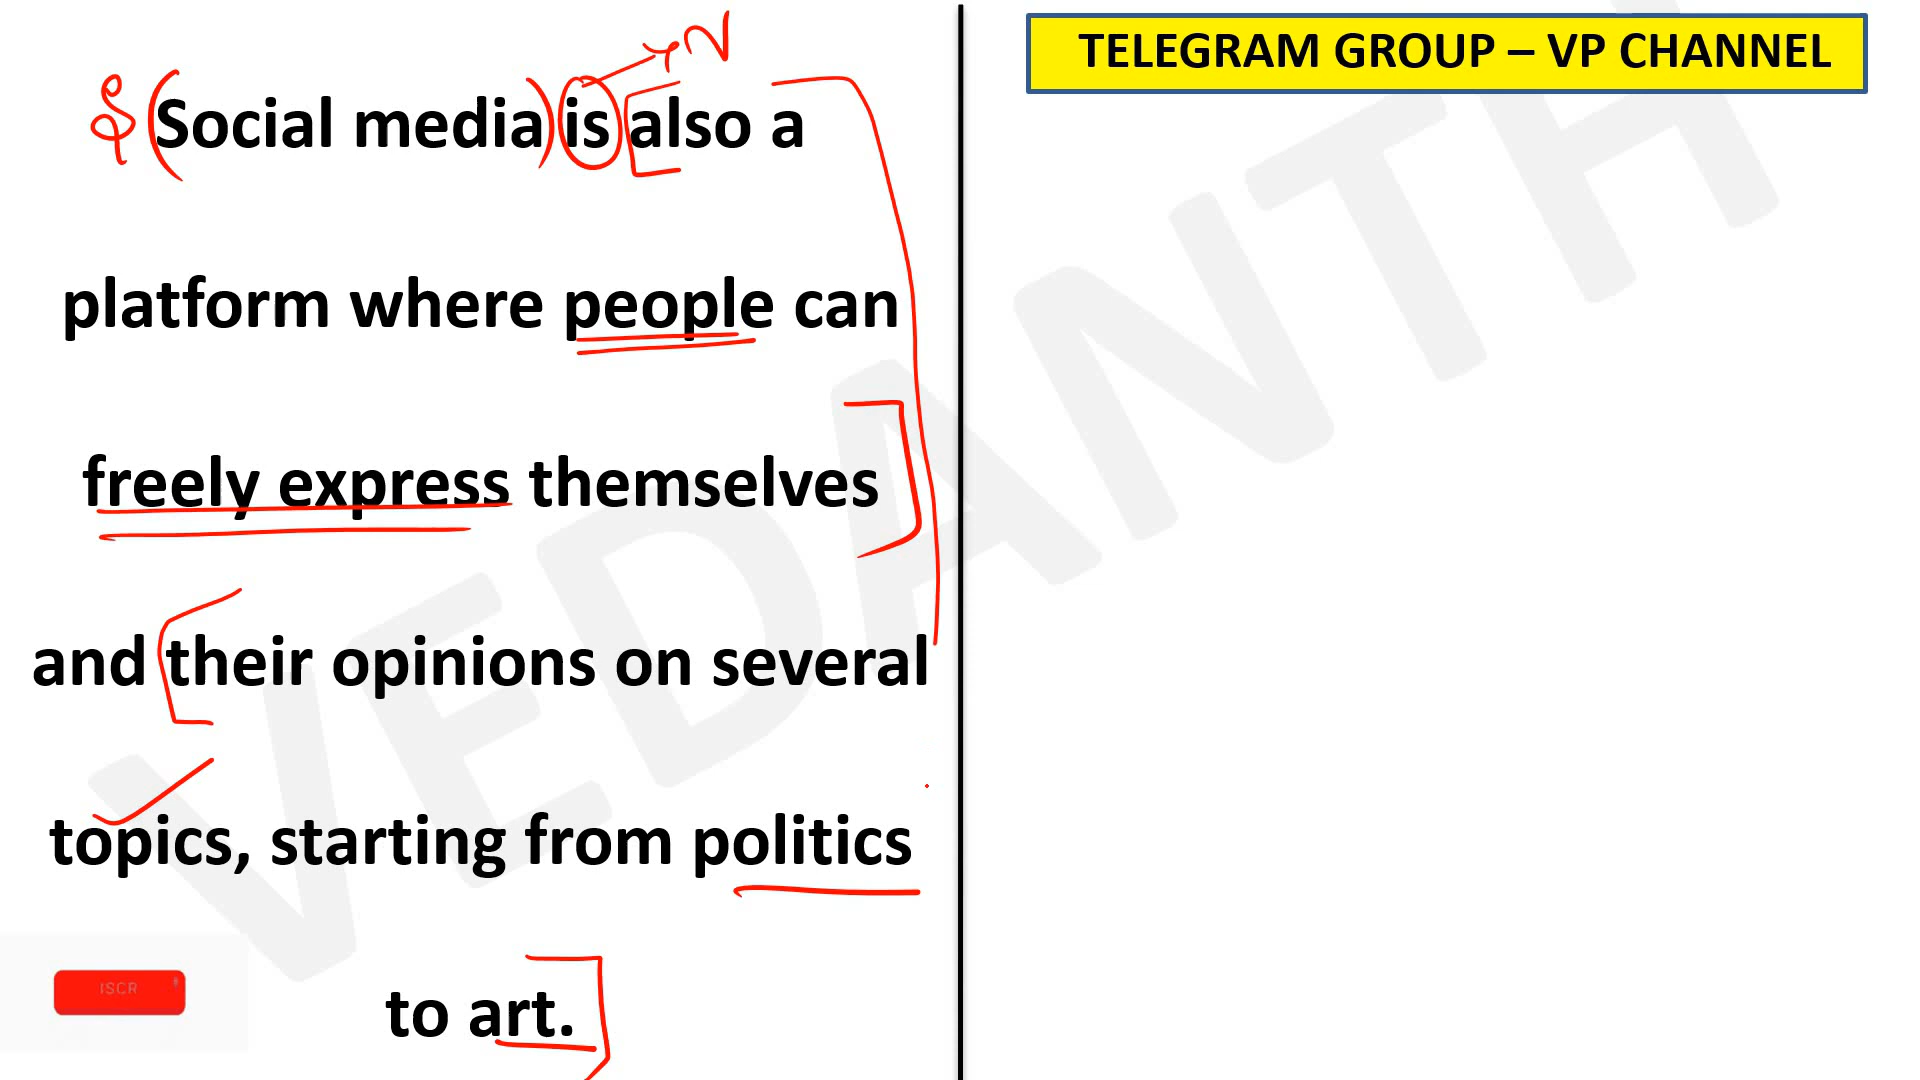 Social media is also a
platform where people can
freely express themselves
and their opinions on several
topics, starting from politics
to art.
TELEGRAM GROUP – VP CHANNEL
VEDANTH
ISCR